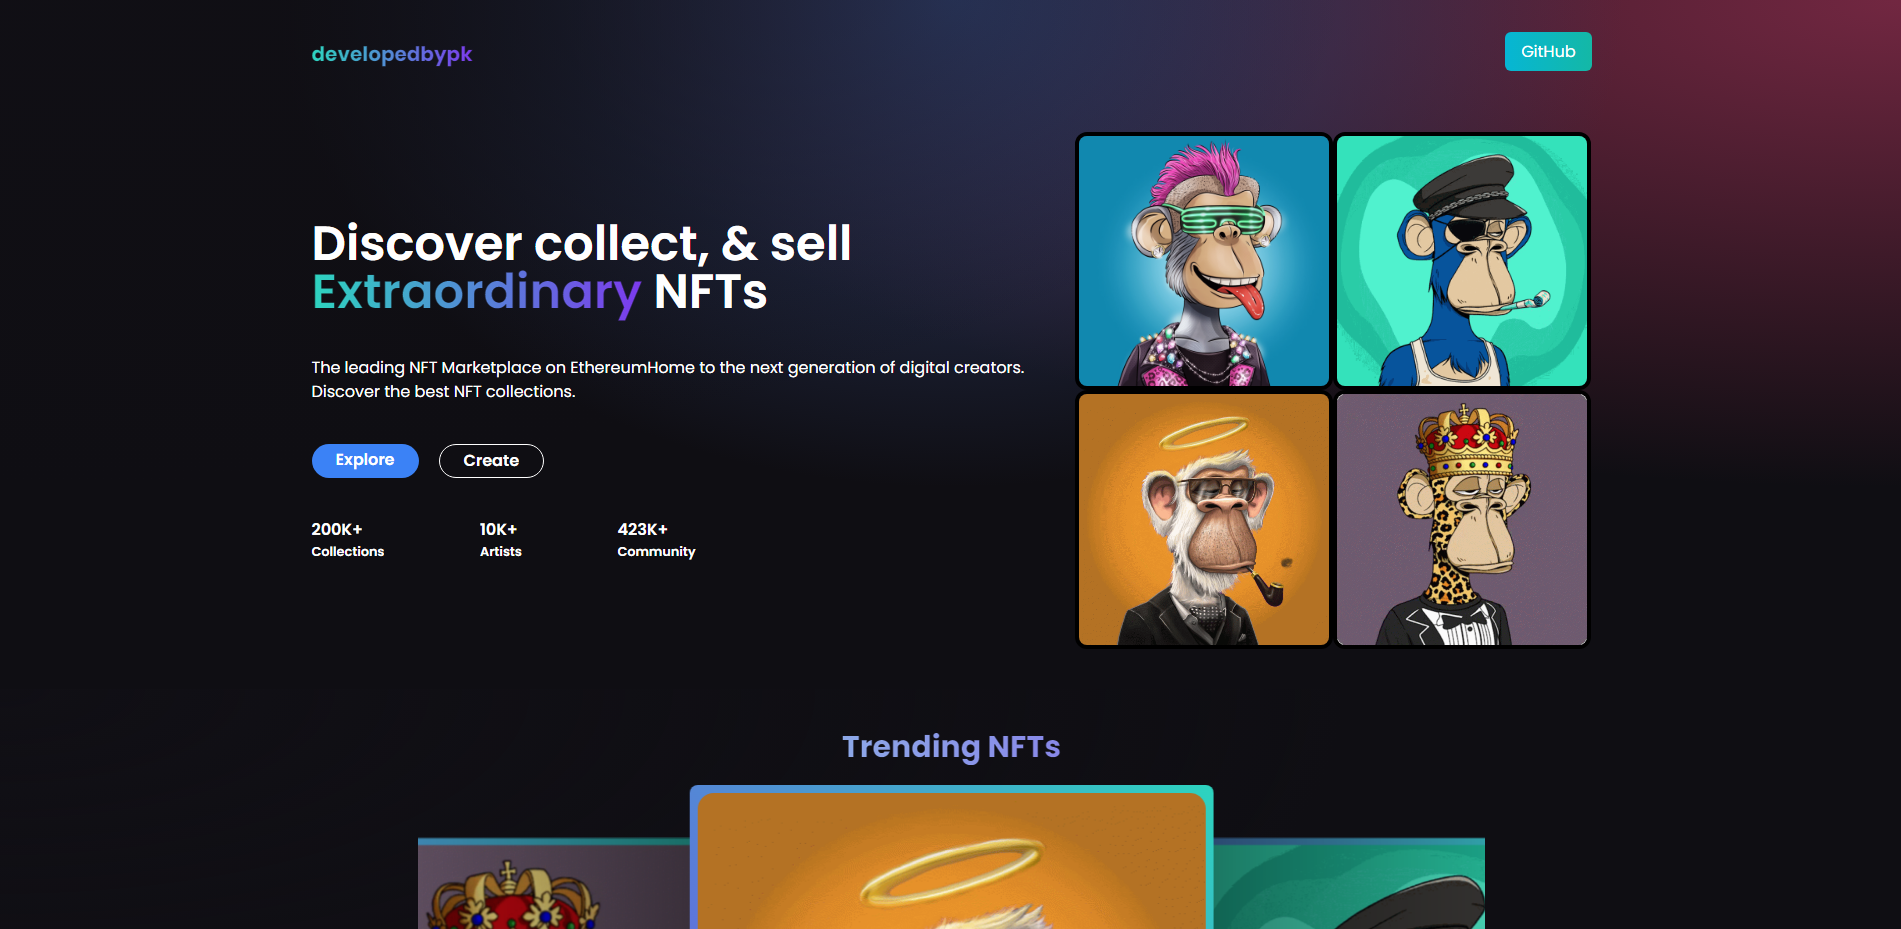 developedbypk
GitHub
Discover collect, & sell
Extraordinary NFTs
The leading NFT Marketplace on EthereumHome to the next generation of digital creators.
Discover the best NFT collections.
Explore
Create
200K+
10K+
423K+
Collections
Artists
Community
Trending NFTs